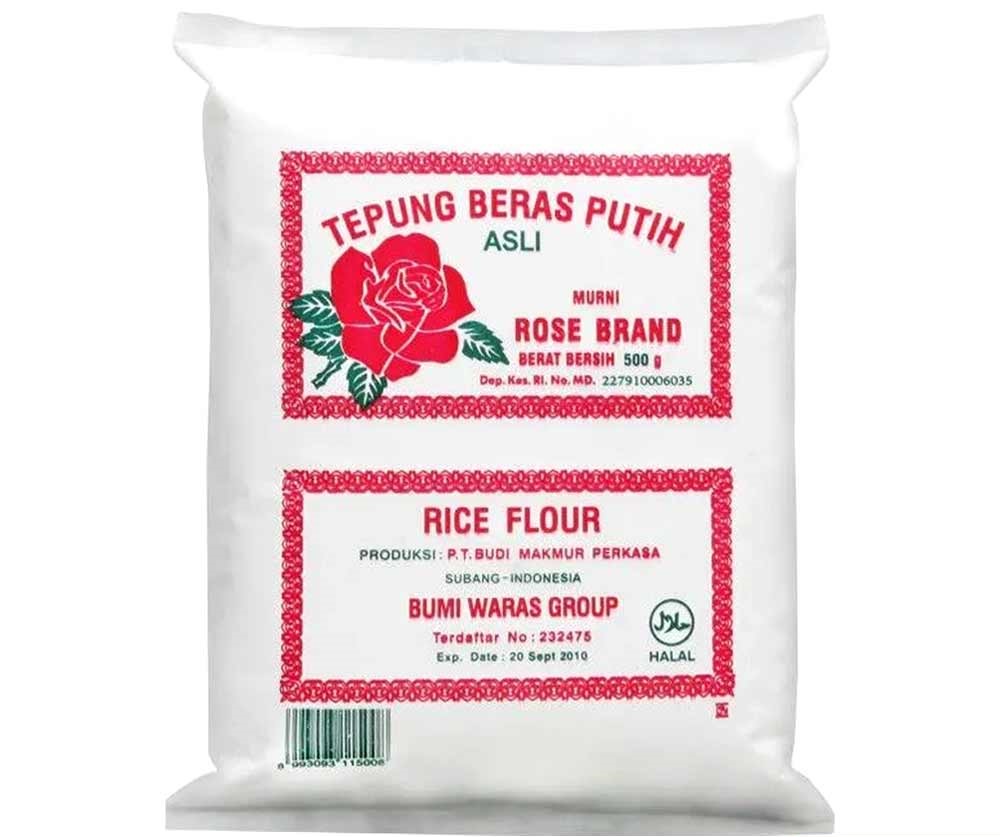 TEPUNG BERAS PUTIH
ASLI
MURNI
ROSE BRAND
BERAT BERSIH 500 g
Dep. Kes. RI. No. MD. 227910006035
RICE FLOUR
PRODUKSI : P.T. BUDI MAKMUR PERKASA
SUBANG - INDONESIA
BUMI WARAS GROUP
Terdaftar No : 232475
Exp. Date : 20 Sept 2010
حلال
HALAL
8 993093 115008